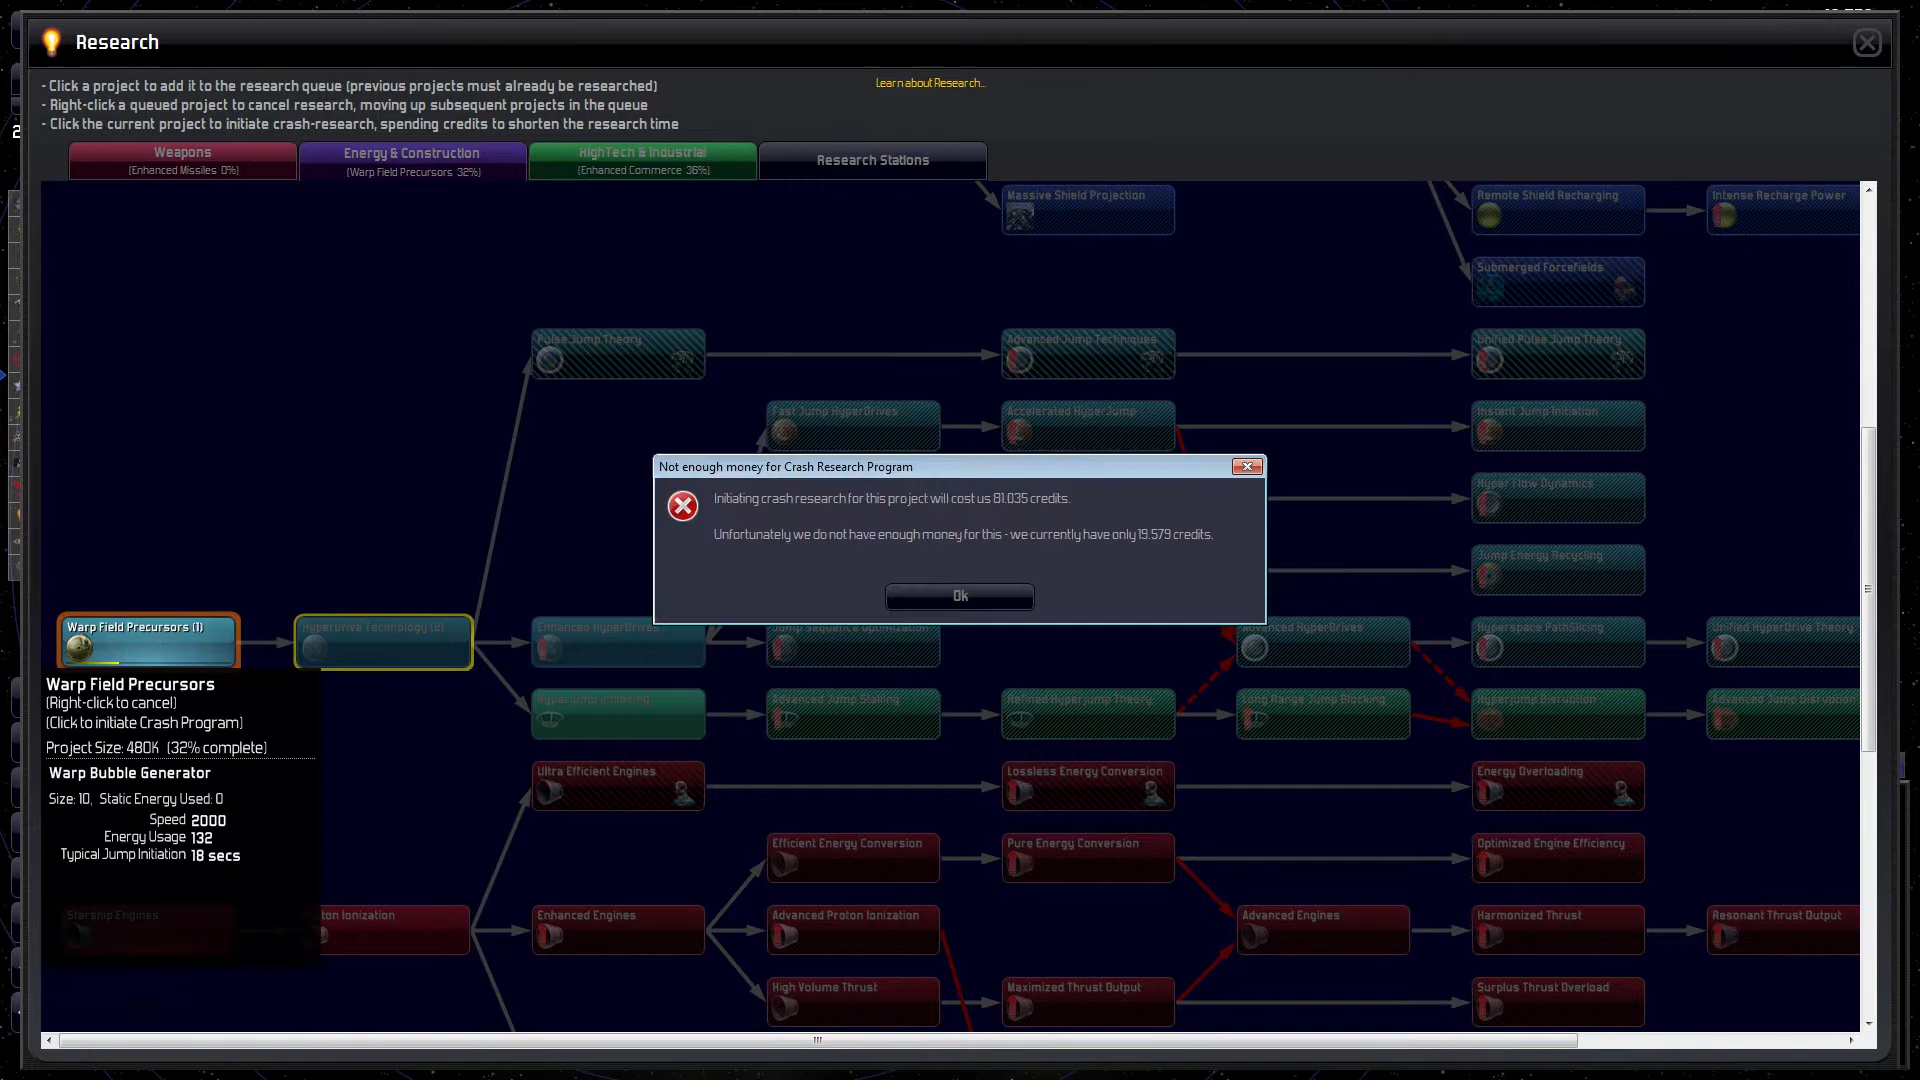 Research
- Click a project to add it to the research queue (previous projects must already be researched)
- Right-click a queued project to cancel research, moving up subsequent projects in the queue
- Click the current project to initiate crash-research, spending credits to shorten the research time
Learn about Research...
Weapons
(Enhanced Missiles 0%)
Energy & Construction
(Warp Field Precursors 32%)
HighTech & Industrial
(Enhanced Commerce 36%)
Research Stations
Massive Shield Projection
Remote Shield Recharging
Intense Recharge Power
Submerged Forcefields
Pulse Jump Theory
Advanced Jump Techniques
Unified Pulse Jump Theory
Fast Jump HyperDrives
Accelerated HyperJump
Instant Jump Initiation
Not enough money for Crash Research Program
Initiating crash research for this project will cost us 81.035 credits.
Unfortunately we do not have enough money for this - we currently have only 19.579 credits.
Ok
Hyper Flow Dynamics
Jump Energy Recycling
Warp Field Precursors (1)
HyperDrive Technology (2)
Enhanced HyperDrives
Jump Sequence Optimization
Advanced HyperDrives
Hyperspace PathSlicing
Unified HyperDrive Theory
Warp Field Precursors
(Right-click to cancel)
(Click to initiate Crash Program)
Project Size: 480K (32% complete)
Warp Bubble Generator
Size: 10, Static Energy Used: 0
Speed 2000
Energy Usage 132
Typical Jump Initiation 18 secs
Advanced Jump Stalling
Refined Hyperjump Theory
Long Range Jump Blocking
Hyperjump Disruption
Advanced Jump Disruption
Ultra Efficient Engines
Lossless Energy Conversion
Energy Overloading
Efficient Energy Conversion
Pure Energy Conversion
Optimized Engine Efficiency
Starship Engines
ton Ionization
Enhanced Engines
Advanced Proton Ionization
Advanced Engines
Harmonized Thrust
Resonant Thrust Output
High Volume Thrust
Maximized Thrust Output
Surplus Thrust Overload